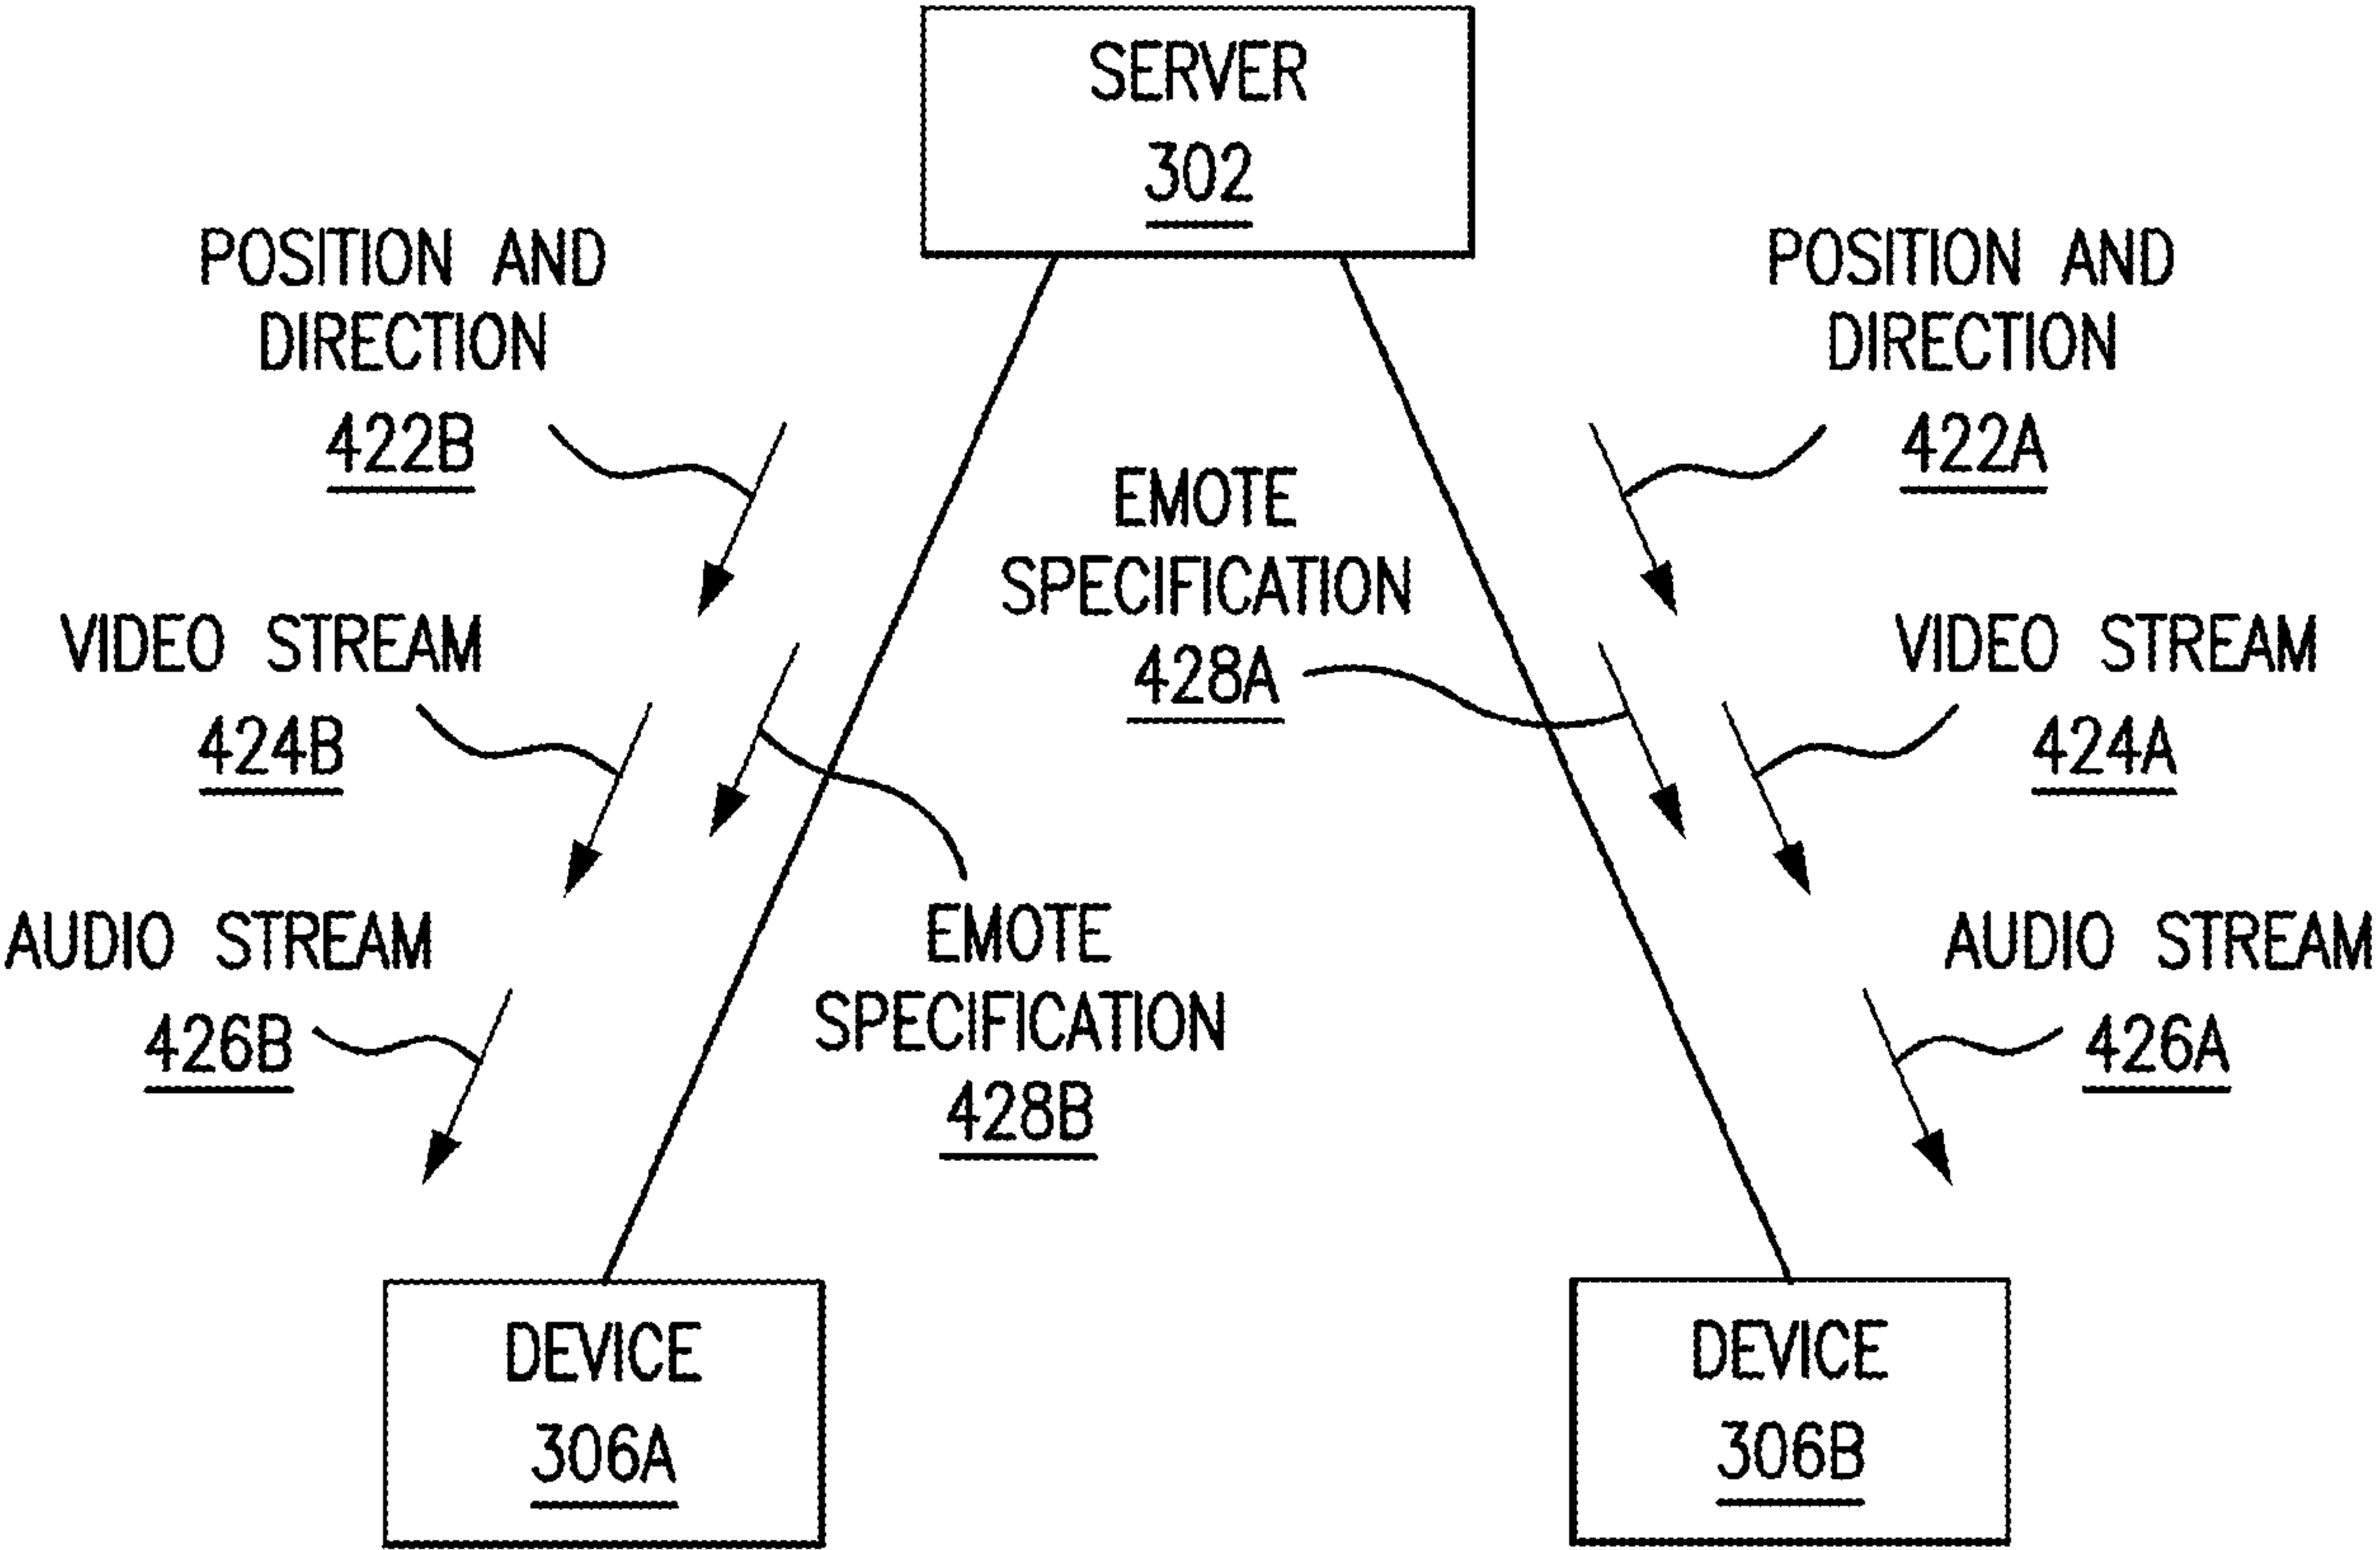 SERVER
302
POSITION AND
DIRECTION
422B
POSITION AND
DIRECTION
422A
EMOTE
SPECIFICATION
428A
VIDEO STREAM
424B
VIDEO STREAM
424A
EMOTE
SPECIFICATION
428B
AUDIO STREAM
426B
AUDIO STREAM
426A
DEVICE
306A
DEVICE
306B